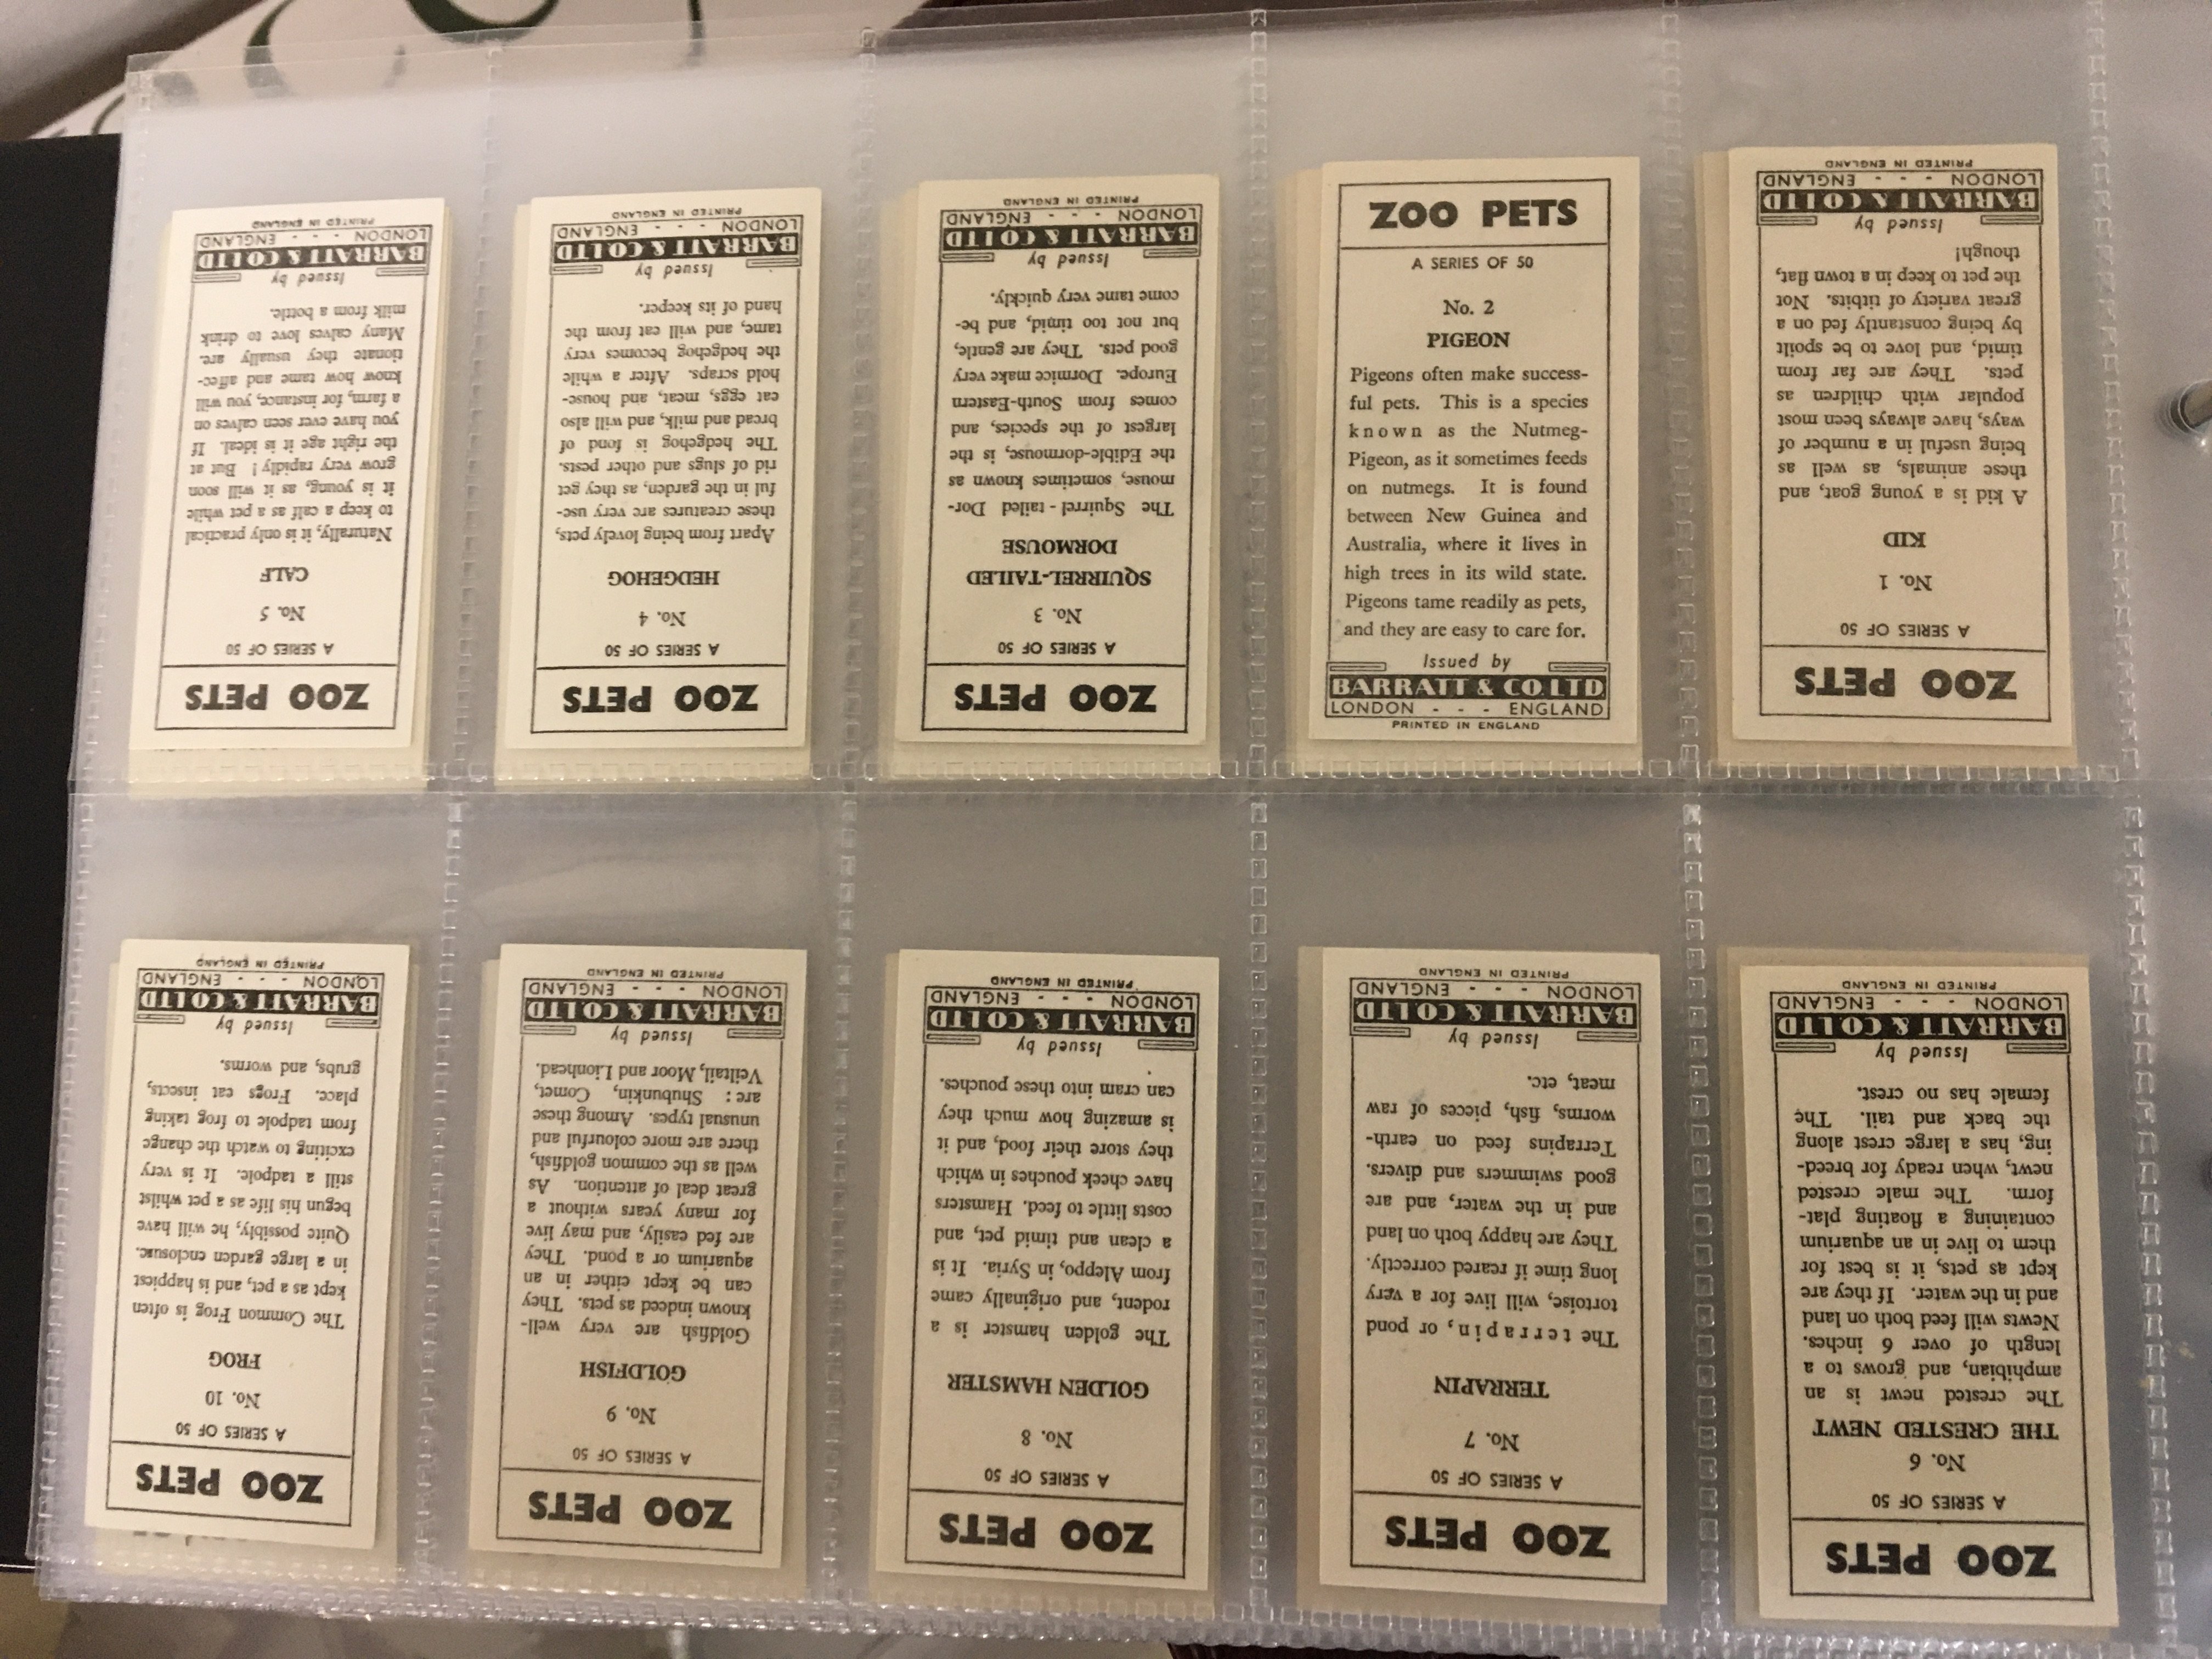 ZOO PETS
A SERIES OF 50
No. 1
KID
A kid is a young goat, and
these animals, as well as
being useful in a number of
ways, have always been most
popular with children as
pets. They are far from
timid, and love to be spoilt
by being constantly fed on a
great variety of titbits. Not
the pet to keep in a town flat,
though!
Issued by
BARRATT & CO. LTD
LONDON - - - ENGLAND
PRINTED IN ENGLAND
ZOO PETS
A SERIES OF 50
No. 2
PIGEON
Pigeons often make success-
ful pets. This is a species
known as the Nutmeg-
Pigeon, as it sometimes feeds
on nutmegs. It is found
between New Guinea and
Australia, where it lives in
high trees in its wild state.
Pigeons tame readily as pets,
and they are easy to care for.
Issued by
BARRATT & CO. LTD
LONDON - - - ENGLAND
PRINTED IN ENGLAND
ZOO PETS
A SERIES OF 50
No. 3
SQUIRREL-TAILED
DORMOUSE
The Squirrel - tailed Dor-
mouse, sometimes known as
the Edible-dormouse, is the
largest of the species, and
comes from South-Eastern
Europe. Dormice make very
good pets. They are gentle,
but not too timid, and be-
come tame very quickly.
Issued by
BARRATT & CO. LTD
LONDON - - - ENGLAND
PRINTED IN ENGLAND
ZOO PETS
A SERIES OF 50
No. 4
HEDGEHOG
Apart from being lovely pets,
these creatures are very use-
ful in the garden, as they get
rid of slugs and other pests.
The hedgehog is fond of
bread and milk, and will also
eat eggs, meat, and house-
hold scraps. After a while
the hedgehog becomes very
tame, and will eat from the
hand of its keeper.
Issued by
BARRATT & CO. LTD
LONDON - - - ENGLAND
PRINTED IN ENGLAND
ZOO PETS
A SERIES OF 50
No. 5
CALF
Naturally, it is only practical
to keep a calf as a pet while
it is young, as it will soon
grow very rapidly! But at
the right age it is ideal. If
you have ever seen calves on
a farm, for instance, you will
know how tame and affec-
tionate they usually are.
Many calves love to drink
milk from a bottle.
Issued by
BARRATT & CO. LTD
LONDON - - - ENGLAND
PRINTED IN ENGLAND
ZOO PETS
A SERIES OF 50
No. 6
THE CRESTED NEWT
The crested newt is an
amphibian, and grows to a
length of over 6 inches.
Newts will feed both on land
and in the water. If they are
kept as pets, it is best for
them to live in an aquarium
containing a floating plat-
form. The male crested
newt, when ready for breed-
ing, has a large crest along
the back and tail. The
female has no crest.
Issued by
BARRATT & CO. LTD
LONDON - - - ENGLAND
PRINTED IN ENGLAND
ZOO PETS
A SERIES OF 50
No. 7
TERRAPIN
The terrapin, or pond
tortoise, will live for a very
long time if reared correctly.
They are happy both on land
and in the water, and are
good swimmers and divers.
Terrapins feed on earth-
worms, fish, pieces of raw
meat, etc.
Issued by
BARRATT & CO. LTD
LONDON - - - ENGLAND
PRINTED IN ENGLAND
ZOO PETS
A SERIES OF 50
No. 8
GOLDEN HAMSTER
The golden hamster is a
rodent, and originally came
from Aleppo, in Syria. It is
a clean and timid pet, and
costs little to feed. Hamsters
have cheek pouches in which
they store their food, and it
is amazing how much they
can cram into these pouches.
Issued by
BARRATT & CO. LTD
LONDON - - - ENGLAND
PRINTED IN ENGLAND
ZOO PETS
A SERIES OF 50
No. 9
GOLDFISH
Goldfish are very well-
known indeed as pets. They
can be kept either in an
aquarium or a pond. They
are fed easily, and may live
for many years without a
great deal of attention. As
well as the common goldfish,
there are more colourful and
unusual types. Among these
are : Shubunkin, Comet,
Veiltail, Moor and Lionhead.
Issued by
BARRATT & CO. LTD
LONDON - - - ENGLAND
PRINTED IN ENGLAND
ZOO PETS
A SERIES OF 50
No. 10
FROG
The Common Frog is often
kept as a pet, and is happiest
in a large garden enclosure.
Quite possibly, he will have
begun his life as a pet whilst
still a tadpole. It is very
exciting to watch the change
from tadpole to frog taking
place. Frogs eat insects,
grubs, and worms.
Issued by
BARRATT & CO. LTD
LONDON - - - ENGLAND
PRINTED IN ENGLAND